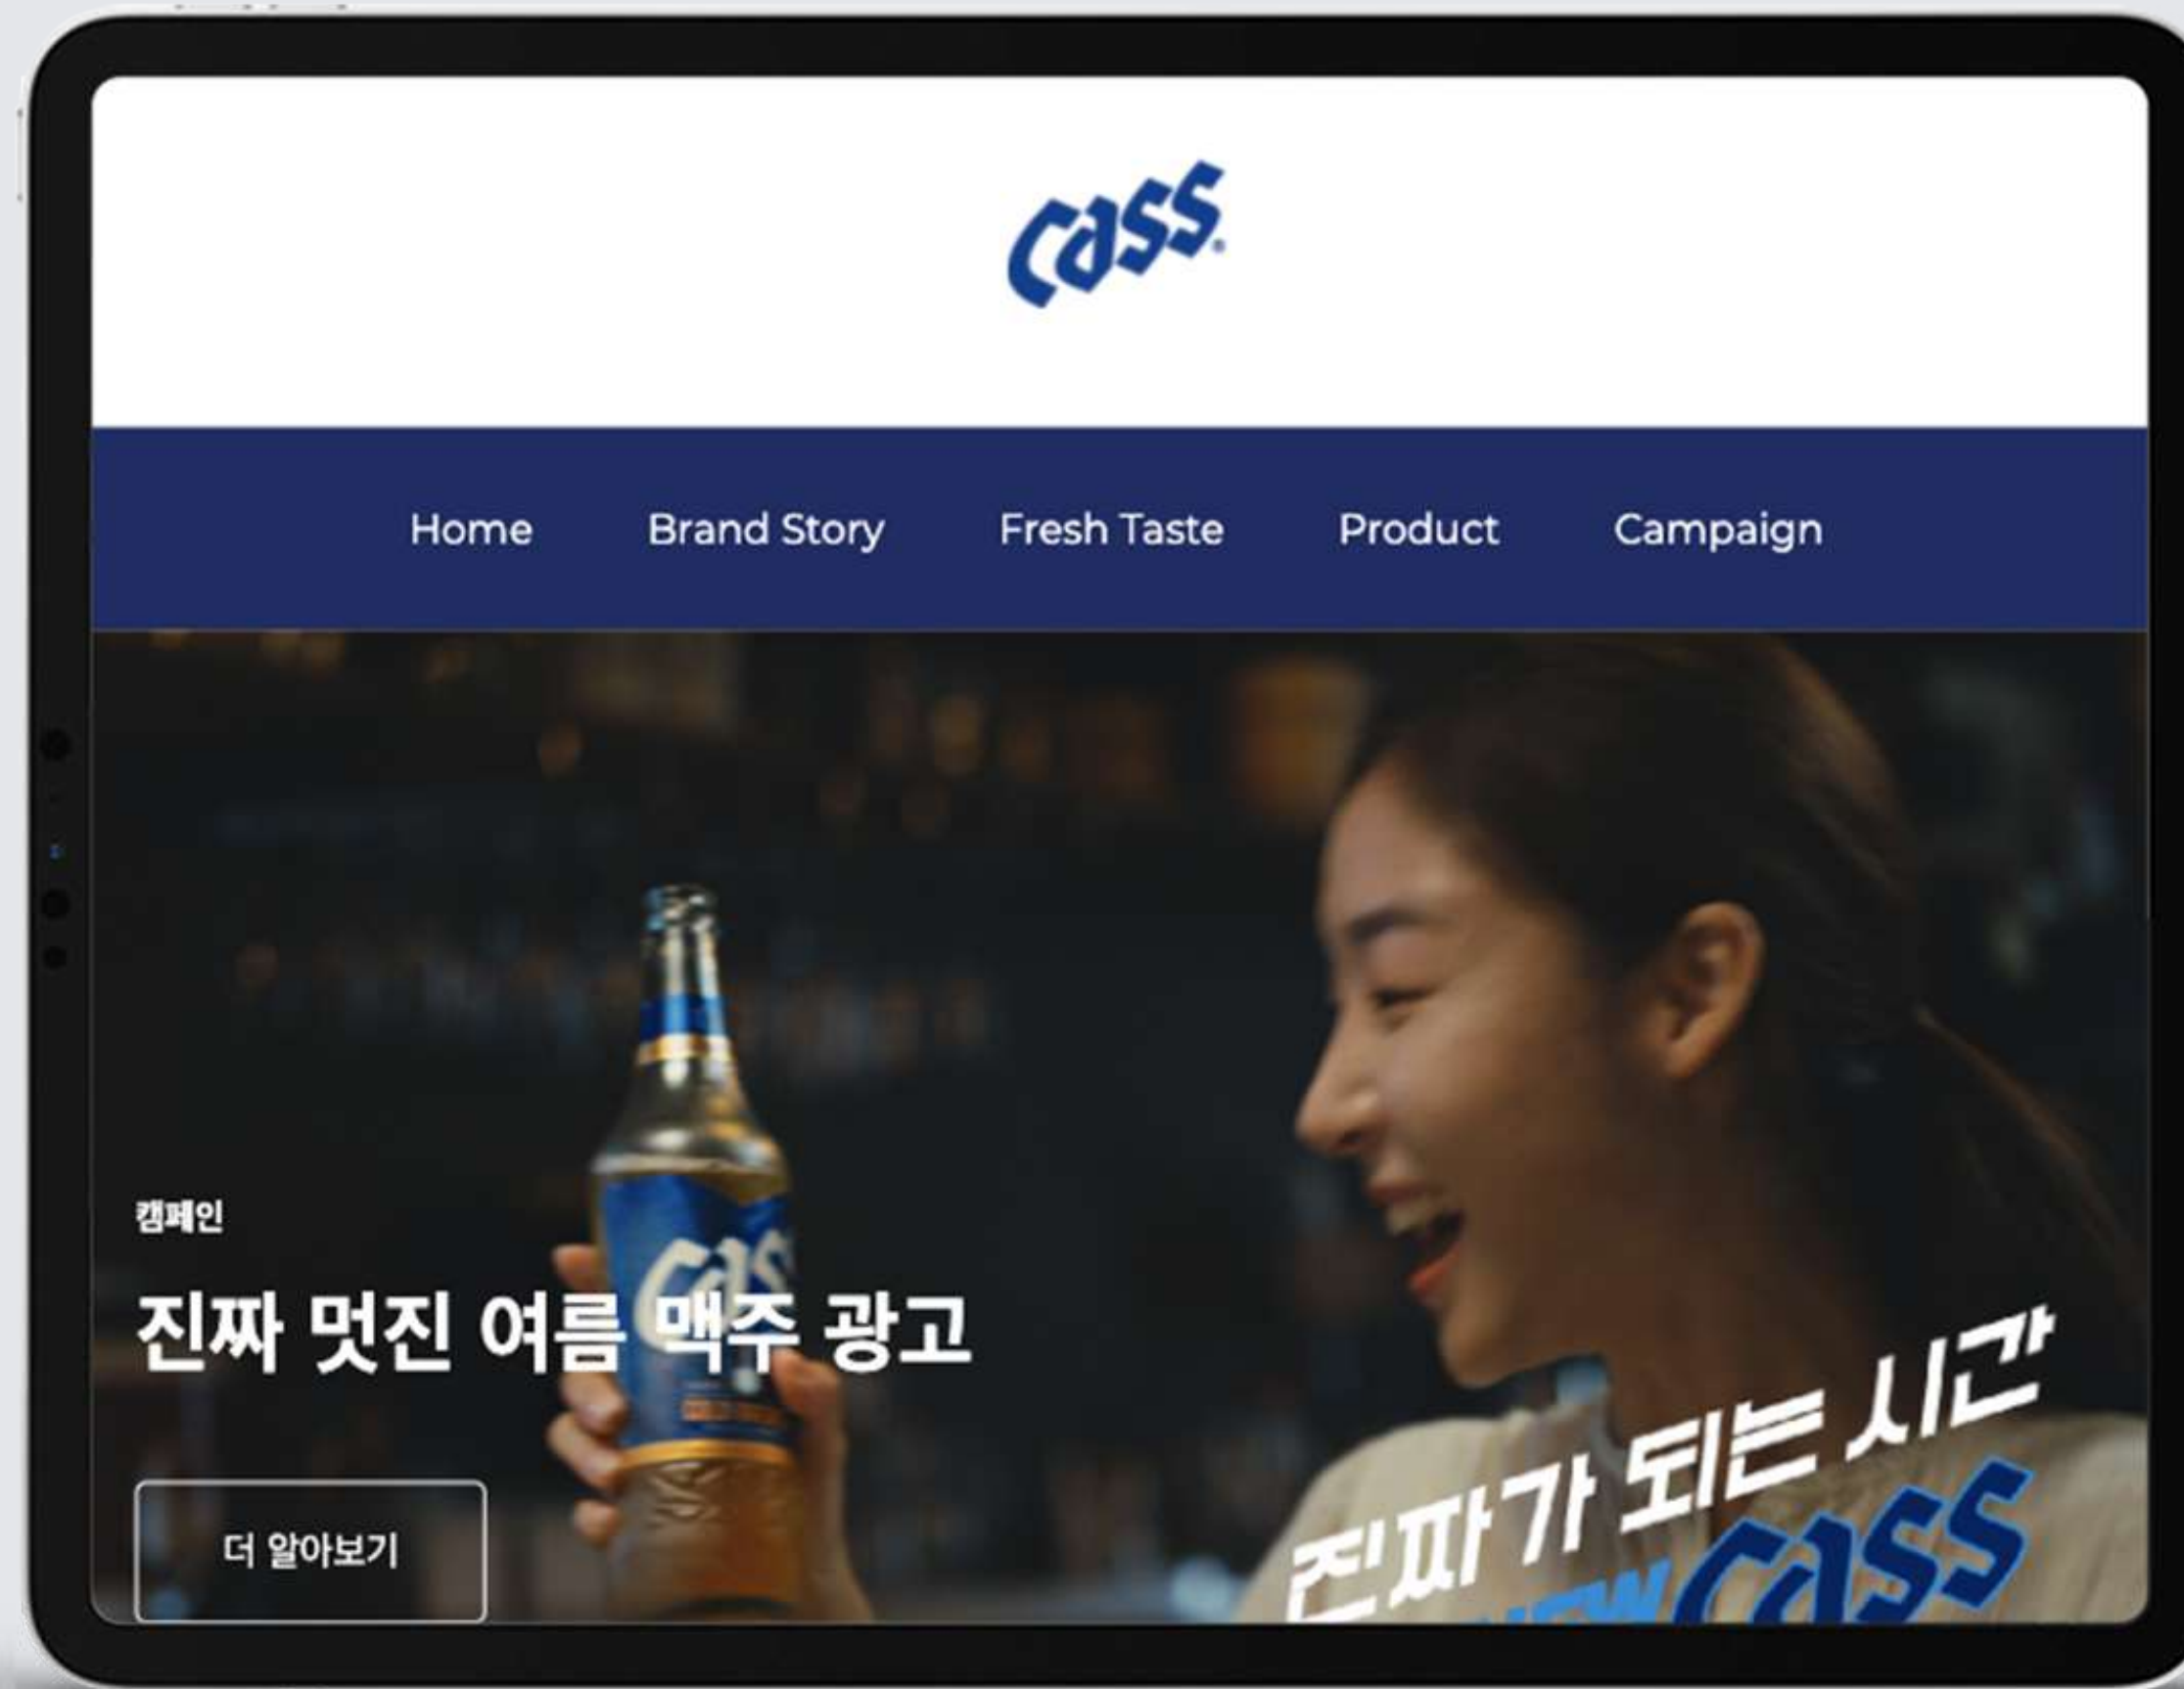 Cass®
Home Brand Story Fresh Taste Product Campaign
캠페인
진짜 멋진 여름 맥주 광고
더 알아보기
진짜가 되는 시간
NEW Cass